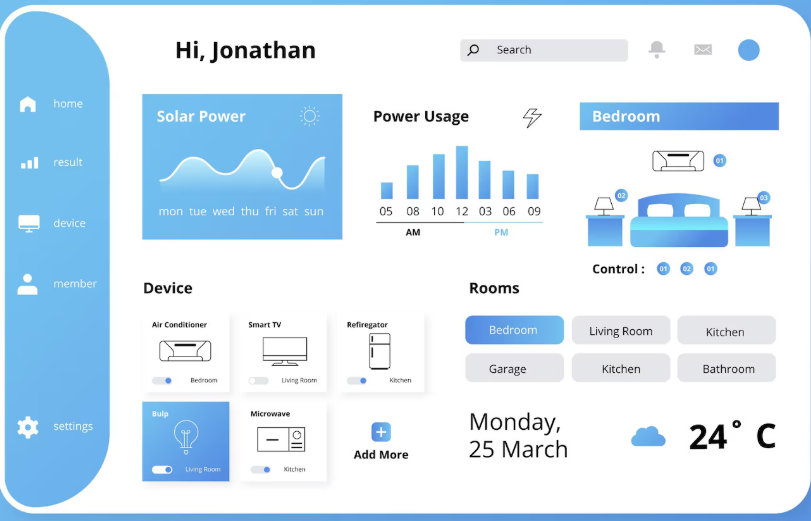 Hi, Jonathan
Search
home
result
device
member
settings
Solar Power
mon tue wed thu fri sat sun
Power Usage
05 08 10 12 03 06 09
AM PM
Bedroom
01
02
03
Control : 01 02 01
Device
Air Conditioner
Bedroom
Smart TV
Living Room
Refiregator
Kitchen
Bulp
Living Room
Microwave
Kitchen
Add More
Rooms
Bedroom Living Room Kitchen
Garage Kitchen Bathroom
Monday,
25 March
24° C